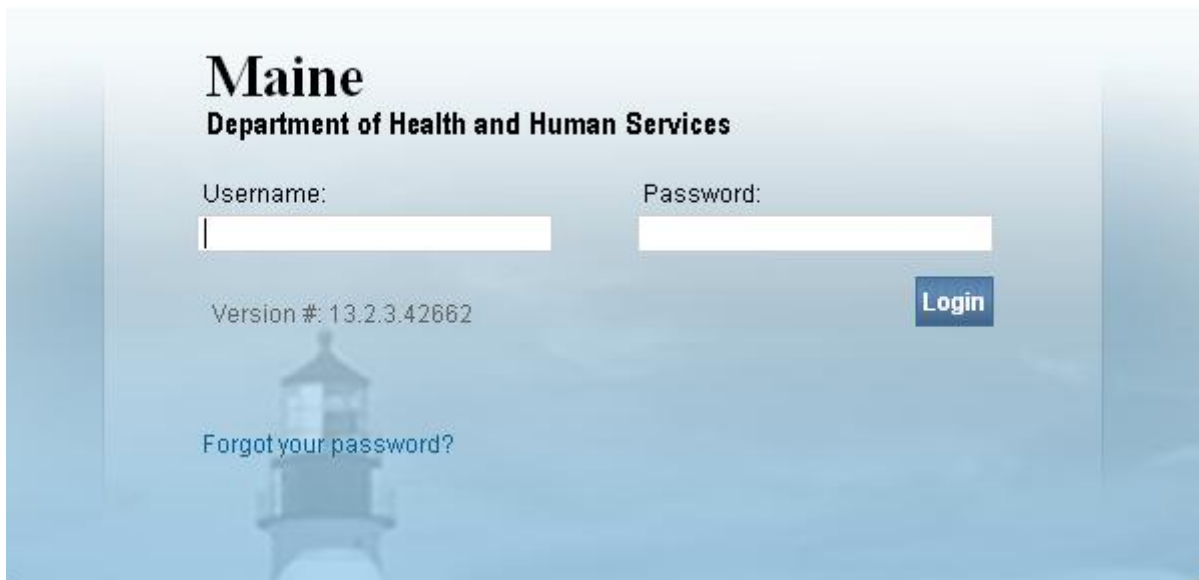 Maine
Department of Health and Human Services
Username: Password:
Version #: 13.2.3.42662 Login
Forgot your password?